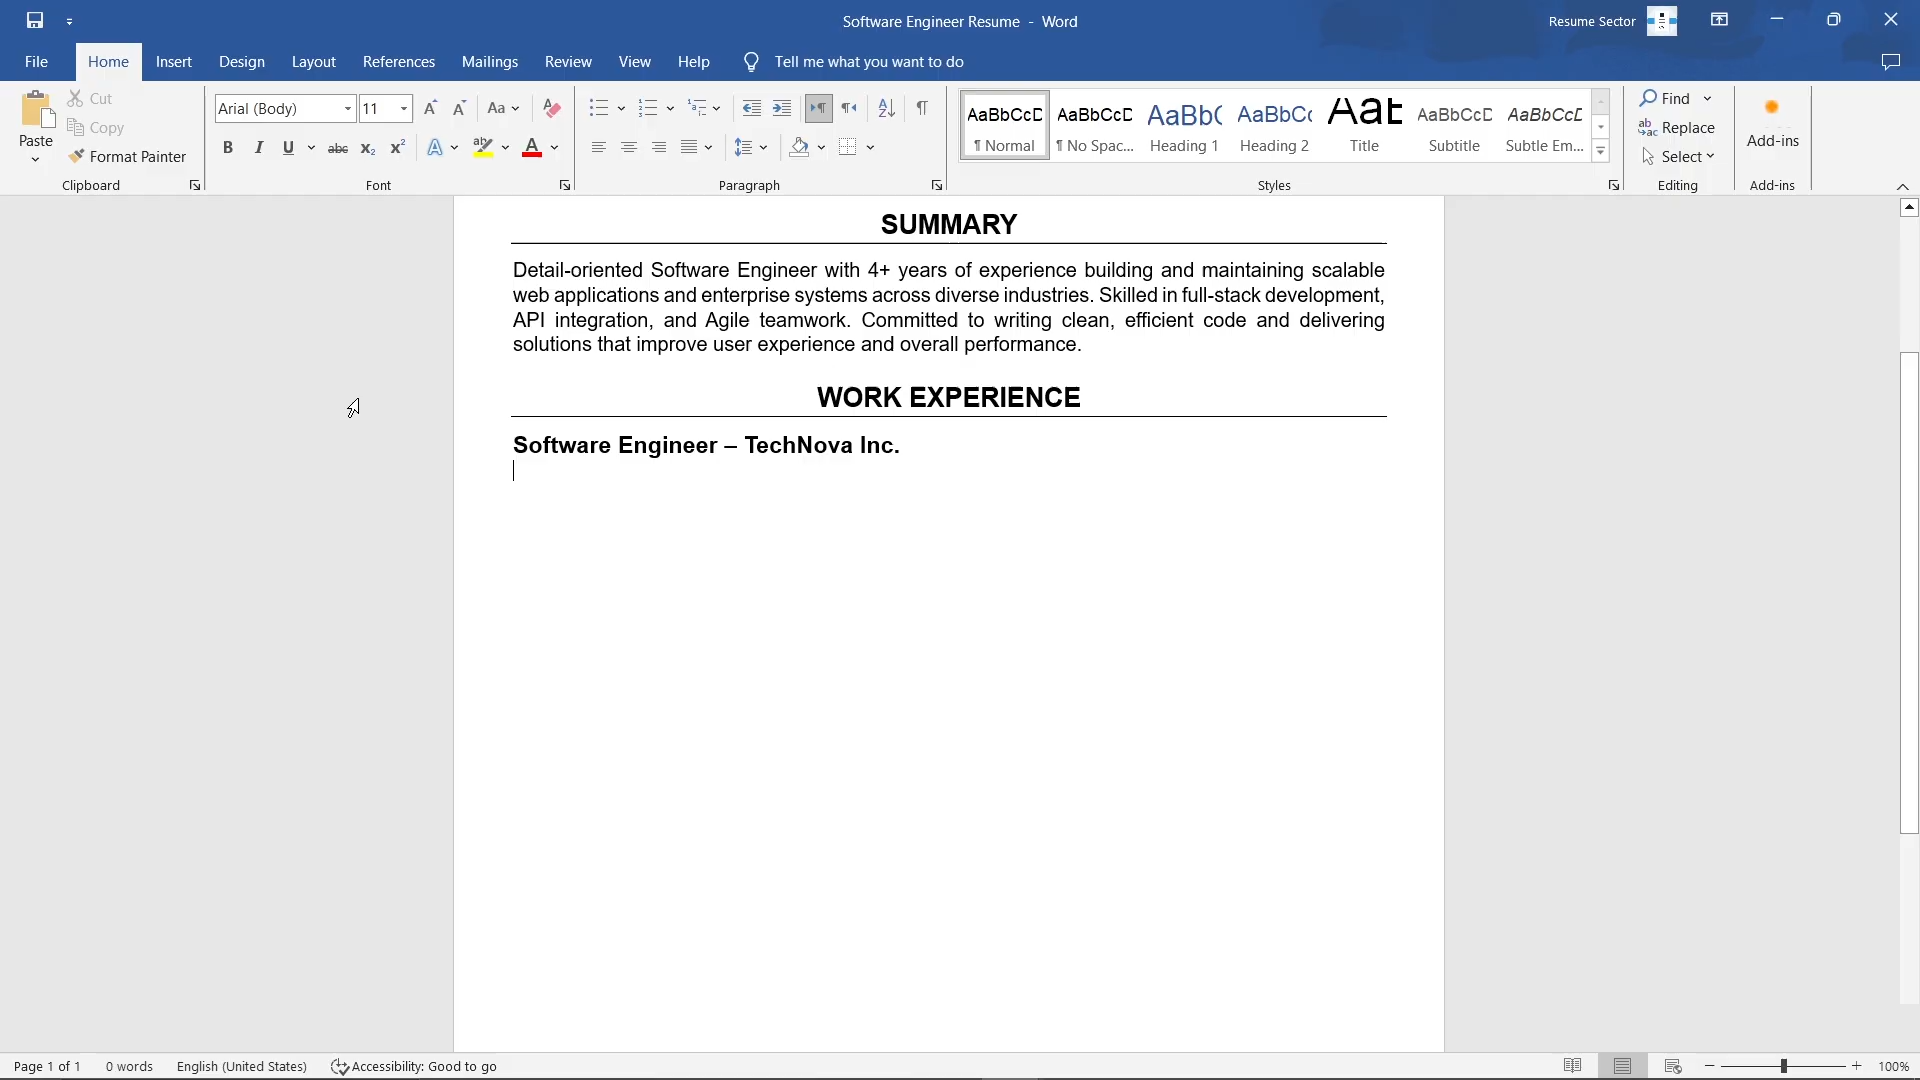 Software Engineer Resume - Word
Resume Sector
File Home Insert Design Layout References Mailings Review View Help Tell me what you want to do
Paste
Cut
Copy
Format Painter
Clipboard
Arial (Body) 11
Aa
B I U abc x₂ x² A ab A
Font
A Z ¶
Paragraph
AaBbCcD AaBbCcD AaBbC AaBbCc AaB AaBbCcD AaBbCcD
¶ Normal ¶ No Spac... Heading 1 Heading 2 Title Subtitle Subtle Em...
Styles
Find
Replace
Select
Editing
Add-ins
Add-ins
SUMMARY
Detail-oriented Software Engineer with 4+ years of experience building and maintaining scalable
web applications and enterprise systems across diverse industries. Skilled in full-stack development,
API integration, and Agile teamwork. Committed to writing clean, efficient code and delivering
solutions that improve user experience and overall performance.
WORK EXPERIENCE
Software Engineer – TechNova Inc.
Page 1 of 1 0 words English (United States) Accessibility: Good to go 100%